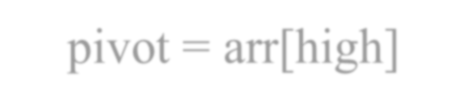 pivot = arr[high]